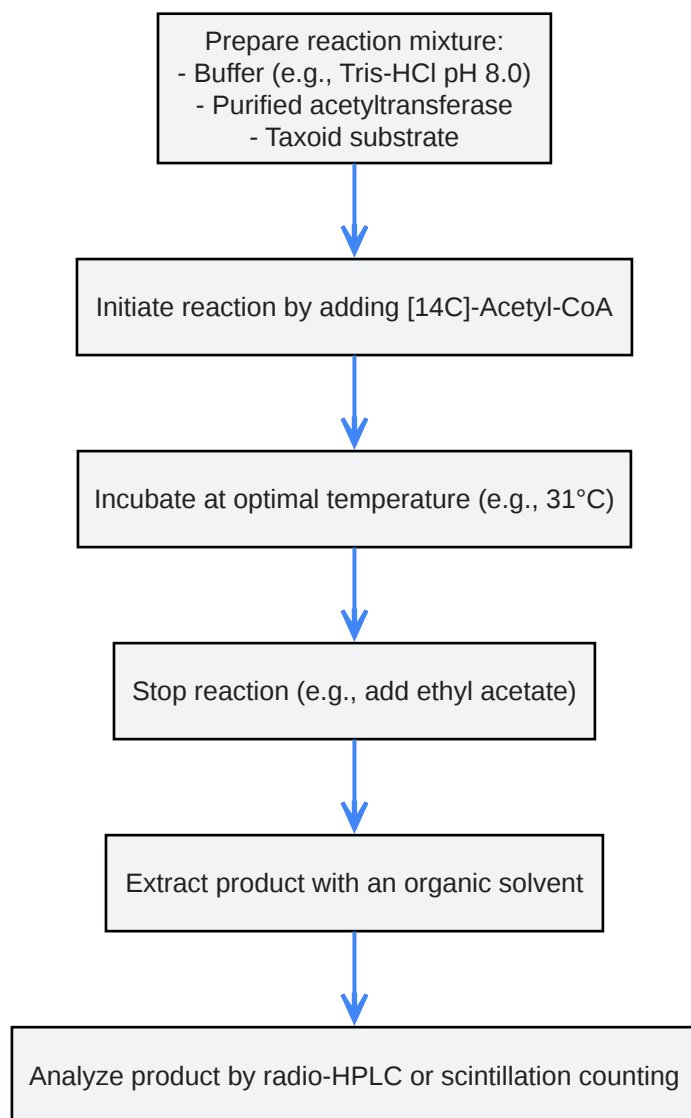 Prepare reaction mixture:
- Buffer (e.g., Tris-HCl pH 8.0)
- Purified acetyltransferase
- Taxoid substrate
Initiate reaction by adding [14C]-Acetyl-CoA
Incubate at optimal temperature (e.g., 31°C)
Stop reaction (e.g., add ethyl acetate)
Extract product with an organic solvent
Analyze product by radio-HPLC or scintillation counting